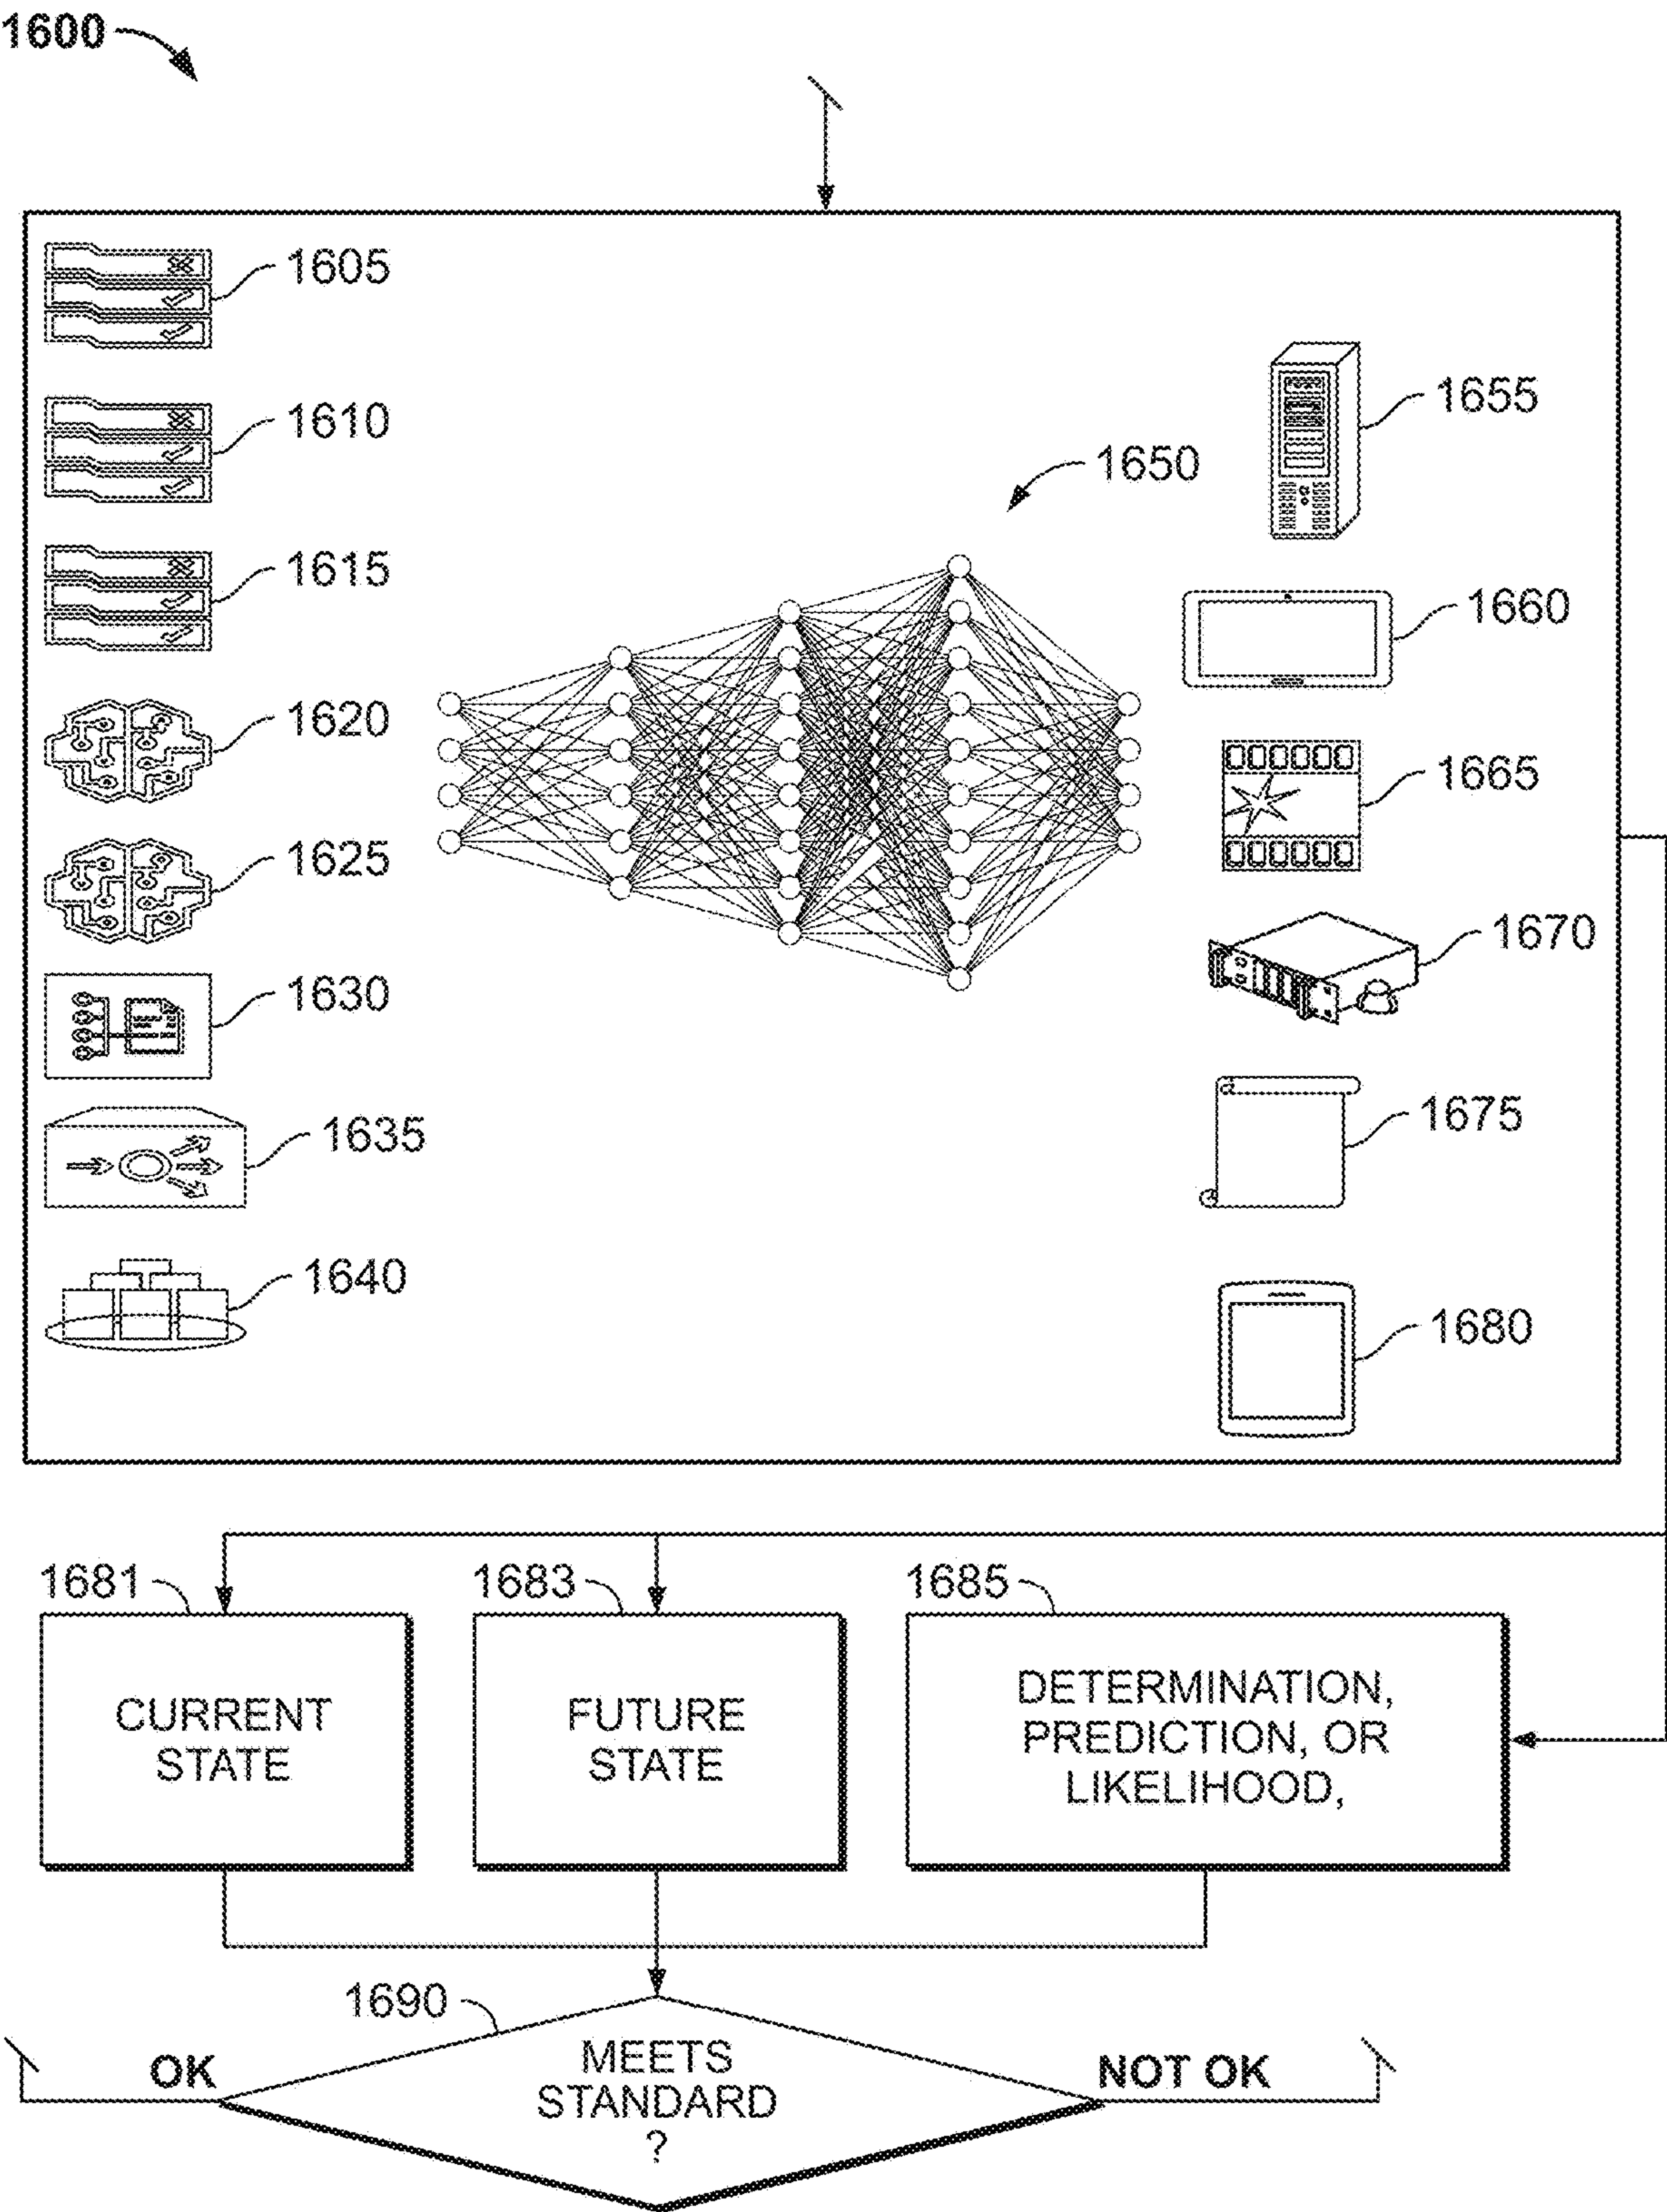 1600
1605
1655
1610
1650
1615
1660
1620
1665
1625
1670
1630
1675
1635
1640
1680
1681
1683
1685
CURRENT
STATE
FUTURE
STATE
DETERMINATION,
PREDICTION, OR
LIKELIHOOD,
1690
OK
MEETS
STANDARD
?
NOT OK